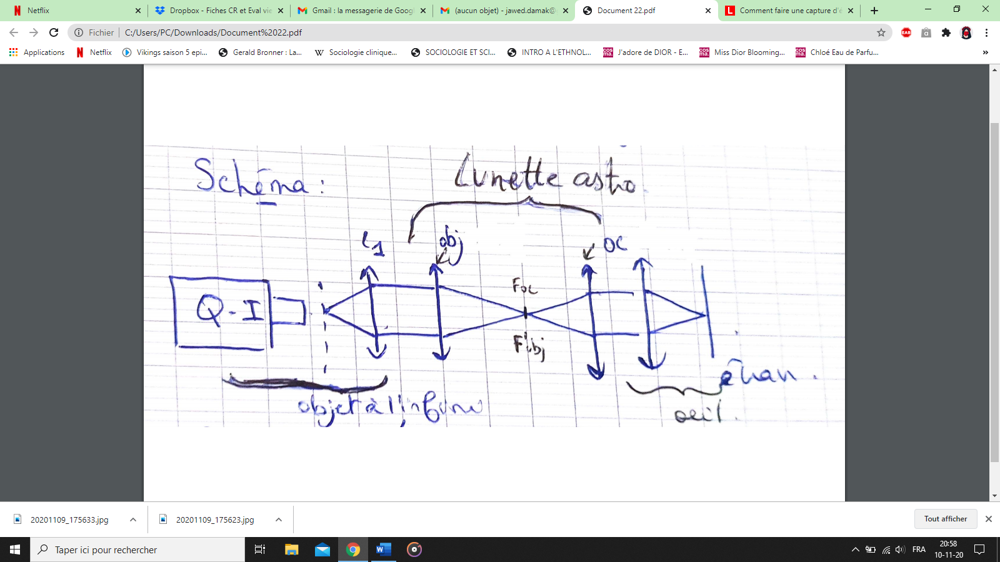 Netflix
Dropbox - Fiches CR et Eval vie
Gmail : la messagerie de Goog
(aucun objet) - jawed.damak@
Document 22.pdf
Comment faire une capture d'é
Fichier
C:/Users/PC/Downloads/Document%2022.pdf
Applications
Netflix
Vikings saison 5 epi...
Gerald Bronner : La...
Sociologie clinique...
SOCIOLOGIE ET SCI...
INTRO A L'ETHNOL...
J'adore de DIOR - E...
Miss Dior Blooming...
Chloé Eau de Parfu...
»
Schéma :
Lunette astro.
L1
obj
OC
Foc
Q-I
F'obj
objet à l'infini
oeil.
20201109_175633.jpg
20201109_175623.jpg
Tout afficher
Taper ici pour rechercher
FRA
20:58
10-11-20